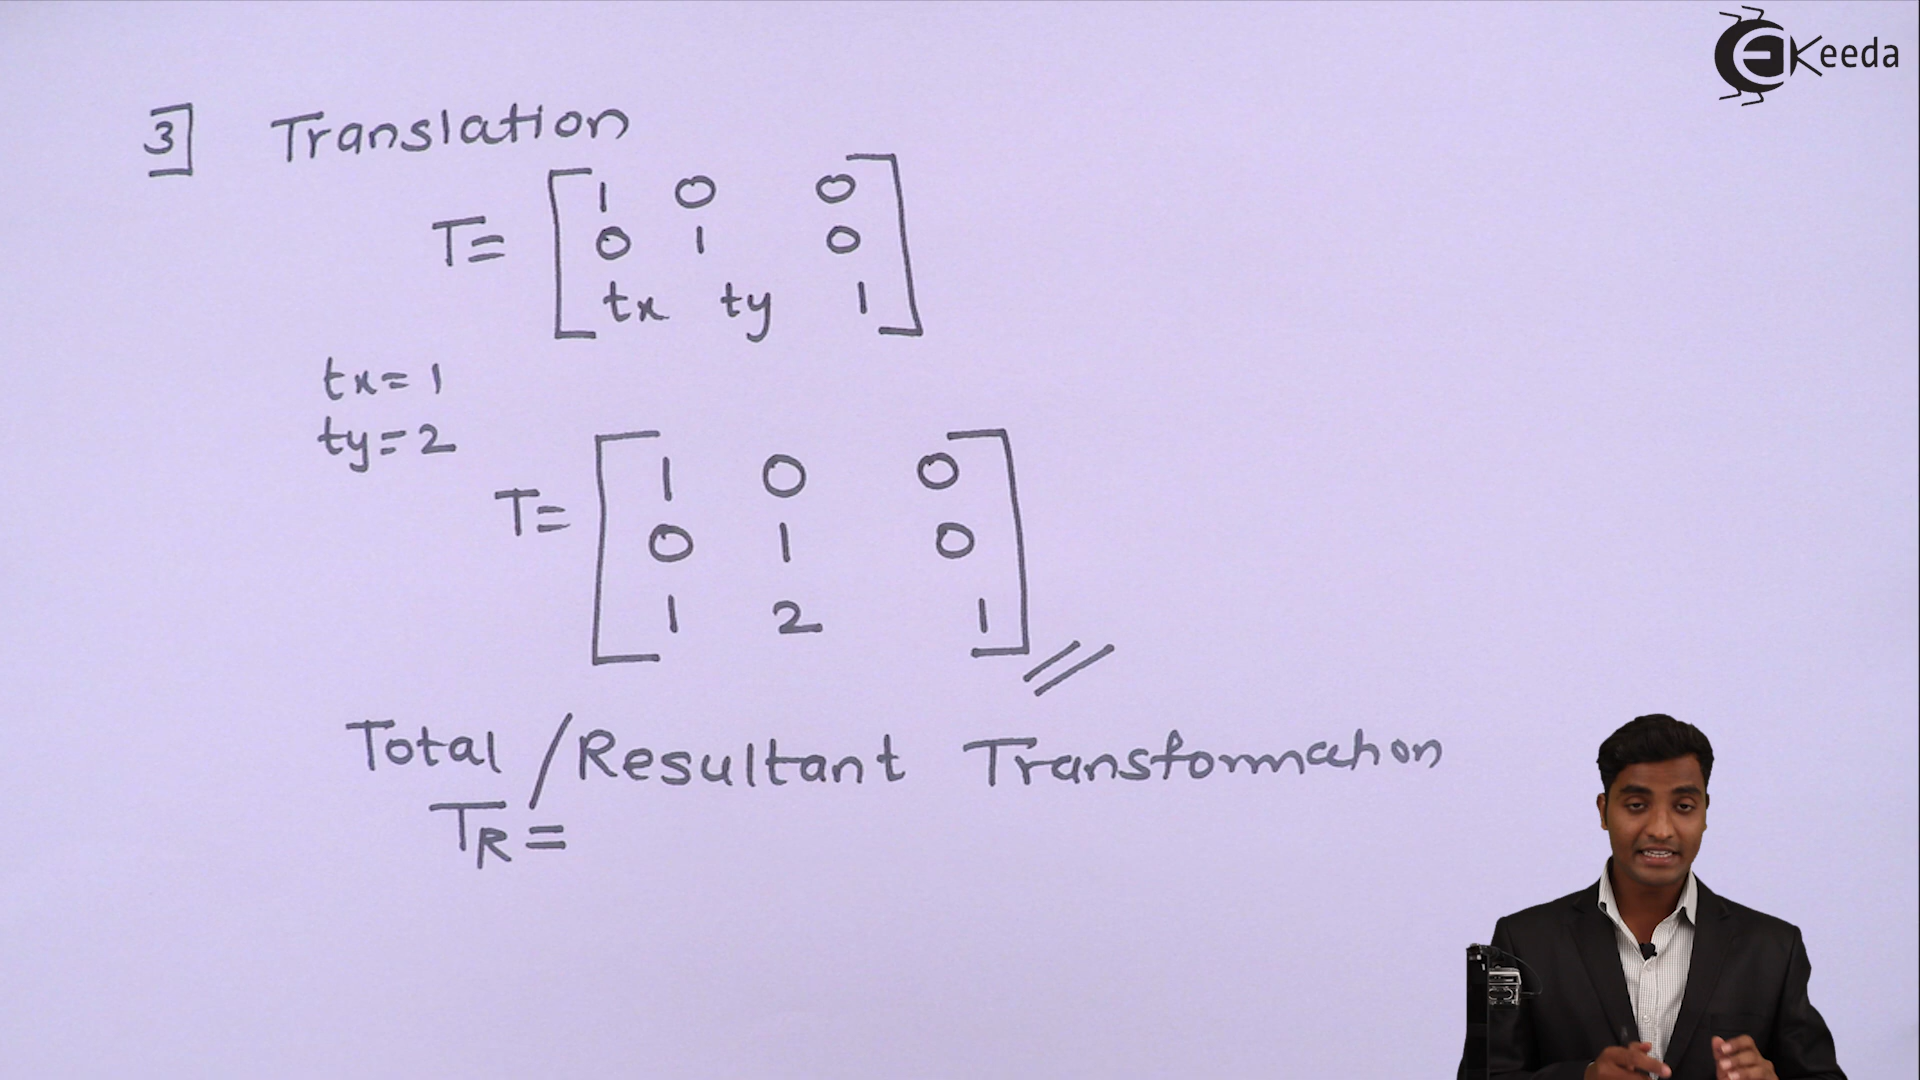 EKeeda
3] Translation
T= [1 0 0
0 1 0
tx ty 1]
tx=1
ty=2
T= [1 0 0
0 1 0
1 2 1]
Total / Resultant Transformation
TR=